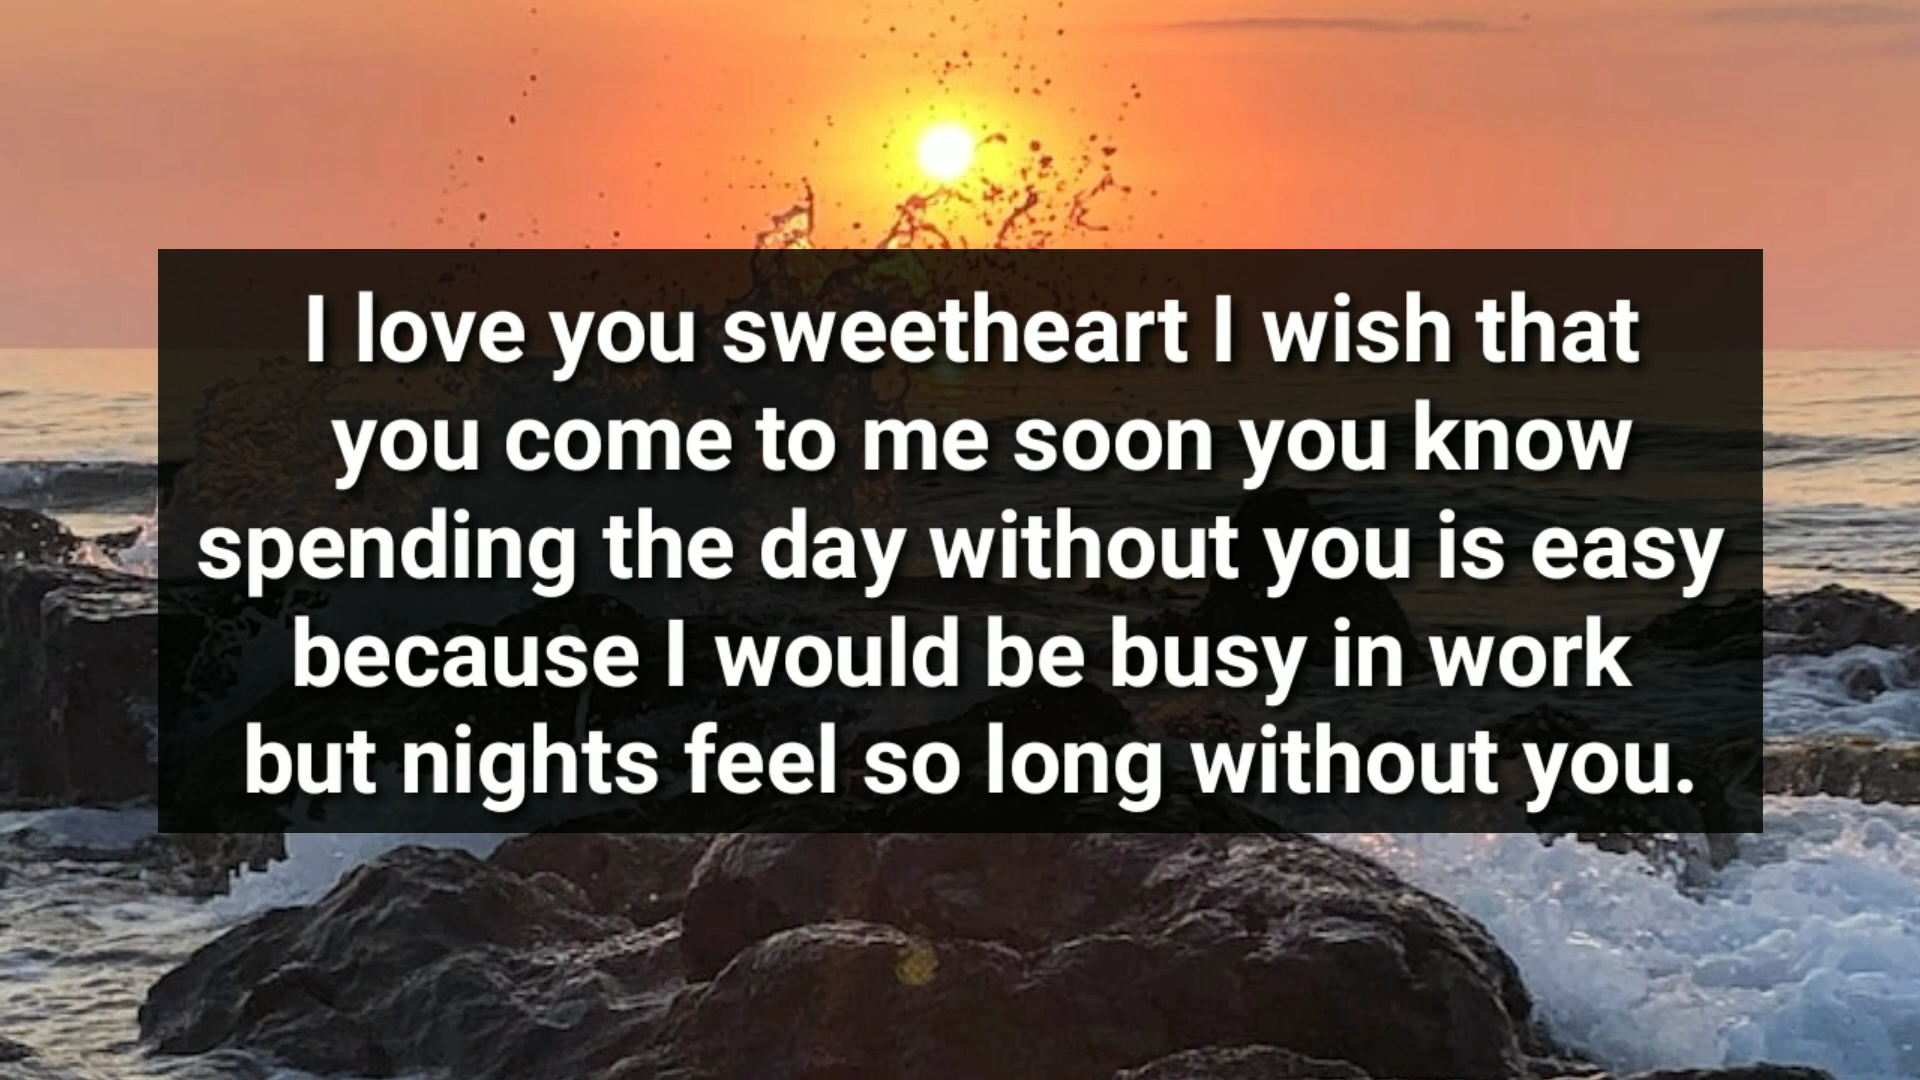 I love you sweetheart I wish that
you come to me soon you know
spending the day without you is easy
because I would be busy in work
but nights feel so long without you.